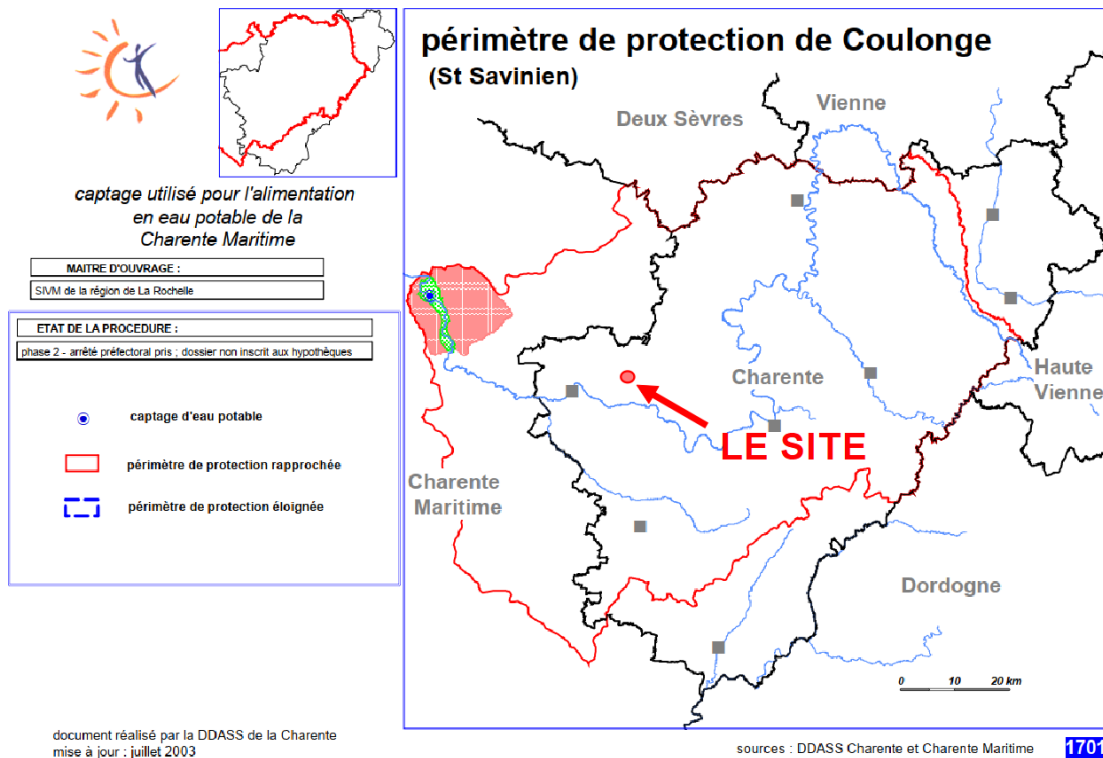 captage utilisé pour l'alimentation
en eau potable de la
Charente Maritime
MAITRE D'OUVRAGE :
SIVM de la région de La Rochelle
ETAT DE LA PROCEDURE :
phase 2 - arrêté préfectoral pris ; dossier non inscrit aux hypothèques
captage d'eau potable
périmètre de protection rapprochée
périmètre de protection éloignée
document réalisé par la DDASS de la Charente
mise à jour : juillet 2003
périmètre de protection de Coulonge
(St Savinien)
Deux Sèvres
Vienne
Charente
Haute
Vienne
LE SITE
Charente
Maritime
Dordogne
0 10 20 km
sources : DDASS Charente et Charente Maritime
1701